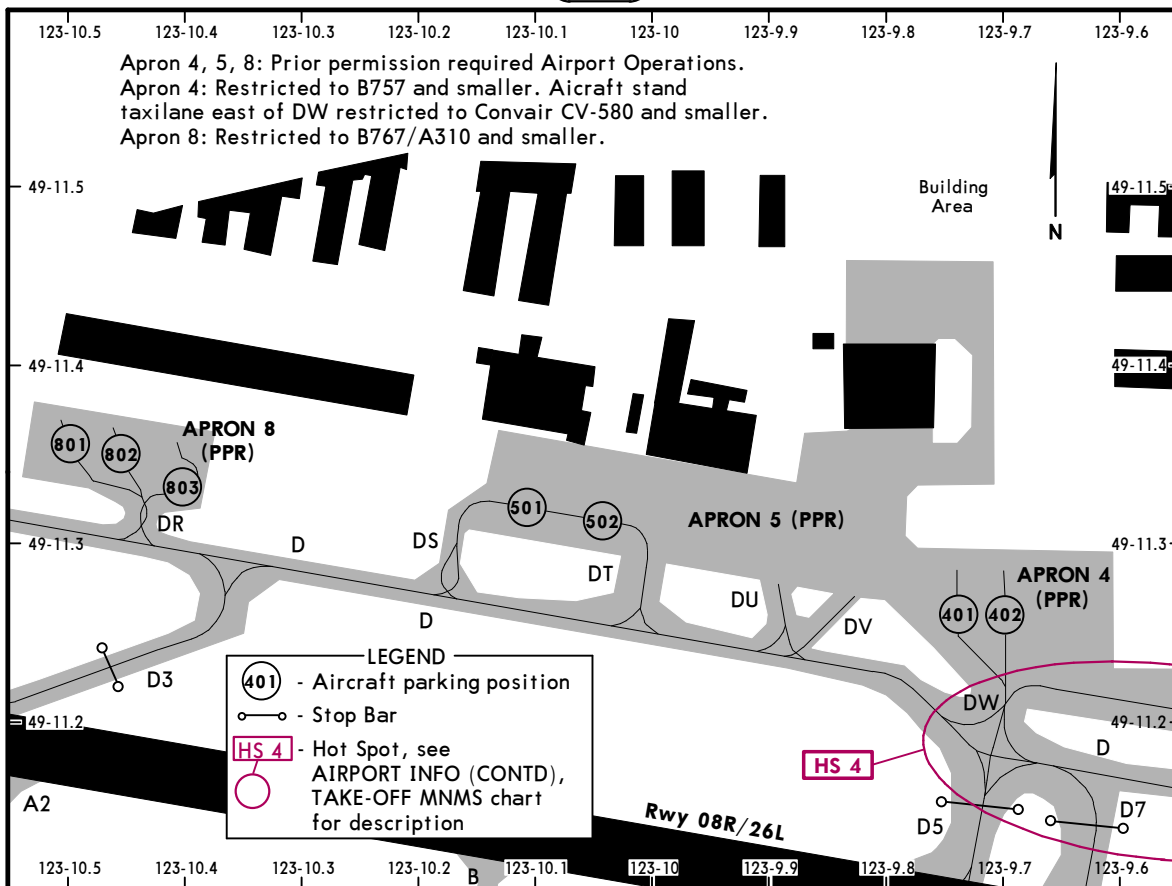 123-10.5 123-10.4 123-10.3 123-10.2 123-10.1 123-10 123-9.9 123-9.8 123-9.7 123-9.6
Apron 4, 5, 8: Prior permission required Airport Operations.
Apron 4: Restricted to B757 and smaller. Aicraft stand
taxilane east of DW restricted to Convair CV-580 and smaller.
Apron 8: Restricted to B767/A310 and smaller.
49-11.5
Building
Area
49-11.5
N
49-11.4
49-11.4
801
802
803
APRON 8
(PPR)
DR
49-11.3
D
DS
501
502
APRON 5 (PPR)
49-11.3
DT
D
DU
DV
401
402
APRON 4
(PPR)
D3
LEGEND
401 - Aircraft parking position
- Stop Bar
HS 4 - Hot Spot, see
AIRPORT INFO (CONTD),
TAKE-OFF MNMS chart
for description
49-11.2
DW
49-11.2
D
HS 4
A2
Rwy 08R/26L
D5
D7
B
123-10.5 123-10.4 123-10.3 123-10.2 123-10.1 123-10 123-9.9 123-9.8 123-9.7 123-9.6